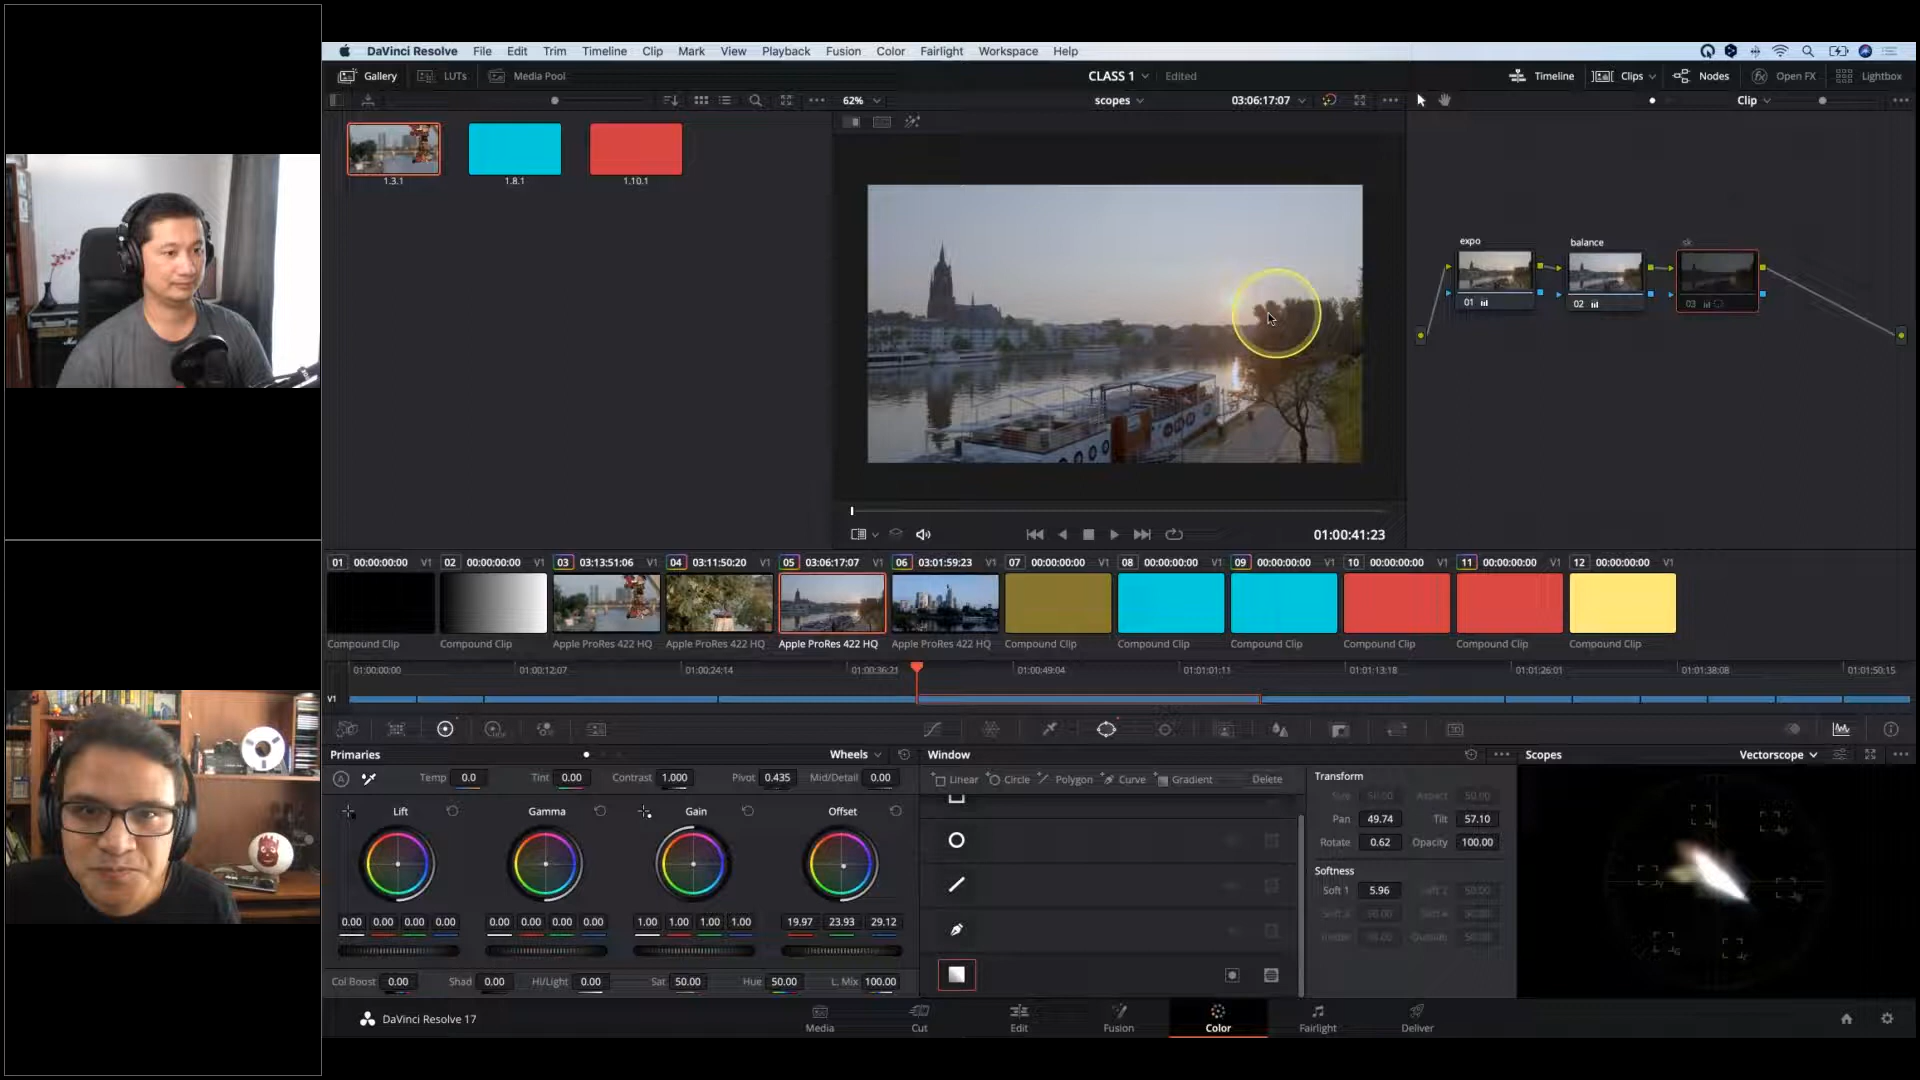 DaVinci Resolve File Edit Trim Timeline Clip Mark View Playback Fusion Color Fairlight Workspace Help
Gallery LUTs Media Pool CLASS 1 Edited Timeline Clips Nodes Open FX Lightbox
62% scopes 03:06:17:07 Clip
1.3.1 1.8.1 1.10.1
expo balance
01 02 03
01:00:41:23
01 00:00:00:00 V1 02 00:00:00:00 V1 03 03:13:51:06 V1 04 03:11:50:20 V1 05 03:06:17:07 V1 06 03:01:59:23 V1 07 00:00:00:00 V1 08 00:00:00:00 V1 09 00:00:00:00 V1 10 00:00:00:00 V1 11 00:00:00:00 V1 12 00:00:00:00 V1
Compound Clip Compound Clip Apple ProRes 422 HQ Apple ProRes 422 HQ Apple ProRes 422 HQ Apple ProRes 422 HQ Compound Clip Compound Clip Compound Clip Compound Clip Compound Clip Compound Clip
01:00:00:00 01:00:12:07 01:00:24:14 01:00:36:21 01:00:49:04 01:01:01:11 01:01:13:18 01:01:26:01 01:01:38:08 01:01:50:15
V1
Primaries Wheels Window Scopes Vectorscope
A Temp 0.0 Tint 0.00 Contrast 1.000 Pivot 0.435 Mid/Detail 0.00
Linear Circle Polygon Curve Gradient Delete
Transform
Size 50.00 Aspect 50.00
Pan 49.74 Tilt 57.10
Rotate 0.62 Opacity 100.00
Softness
Soft 1 5.96 Soft 2 50.00
Lift Gamma Gain Offset
0.00 0.00 0.00 0.00 0.00 0.00 0.00 0.00 1.00 1.00 1.00 1.00 19.97 23.93 29.12
Col Boost 0.00 Shad 0.00 Hi/Light 0.00 Sat 50.00 Hue 50.00 L. Mix 100.00
DaVinci Resolve 17 Media Cut Edit Fusion Color Fairlight Deliver